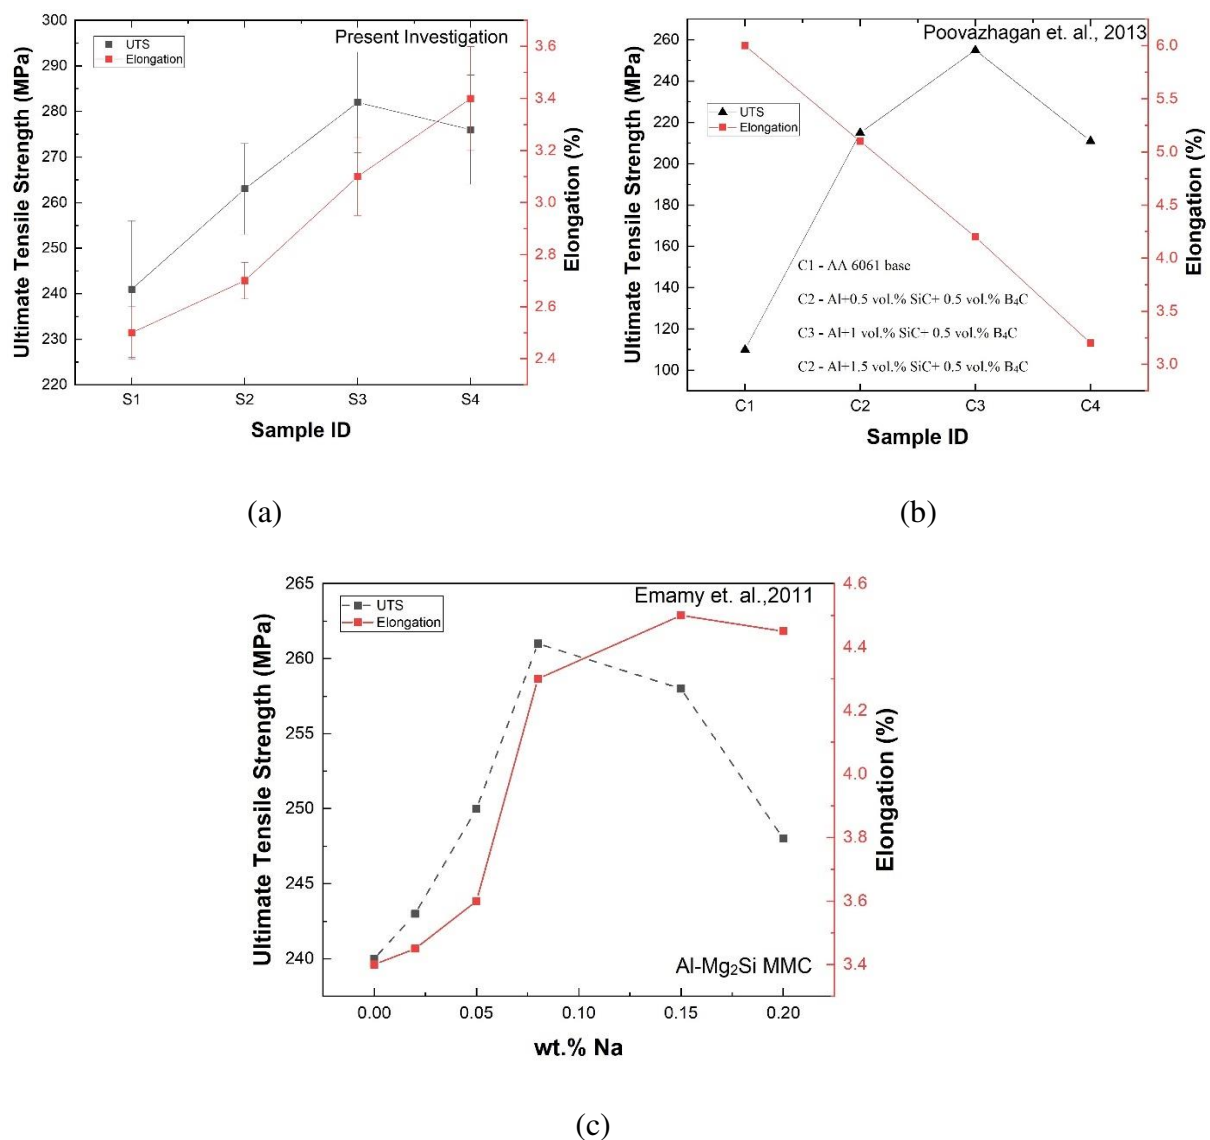 Present Investigation
UTS
Elongation
Ultimate Tensile Strength (MPa)
300
290
280
270
260
250
240
230
220
Elongation (%)
3.6
3.4
3.2
3.0
2.8
2.6
2.4
S1 S2 S3 S4
Sample ID
(a)
Poovazhagan et. al., 2013
UTS
Elongation
Ultimate Tensile Strength (MPa)
260
240
220
200
180
160
140
120
100
Elongation (%)
6.0
5.5
5.0
4.5
4.0
3.5
3.0
C1 - AA 6061 base
C2 - Al+0.5 vol.% SiC+ 0.5 vol.% B₄C
C3 - Al+1 vol.% SiC+ 0.5 vol.% B₄C
C2 - Al+1.5 vol.% SiC+ 0.5 vol.% B₄C
C1 C2 C3 C4
Sample ID
(b)
Emamy et. al.,2011
UTS
Elongation
Ultimate Tensile Strength (MPa)
265
260
255
250
245
240
Elongation (%)
4.6
4.4
4.2
4.0
3.8
3.6
3.4
Al-Mg₂Si MMC
0.00 0.05 0.10 0.15 0.20
wt.% Na
(c)